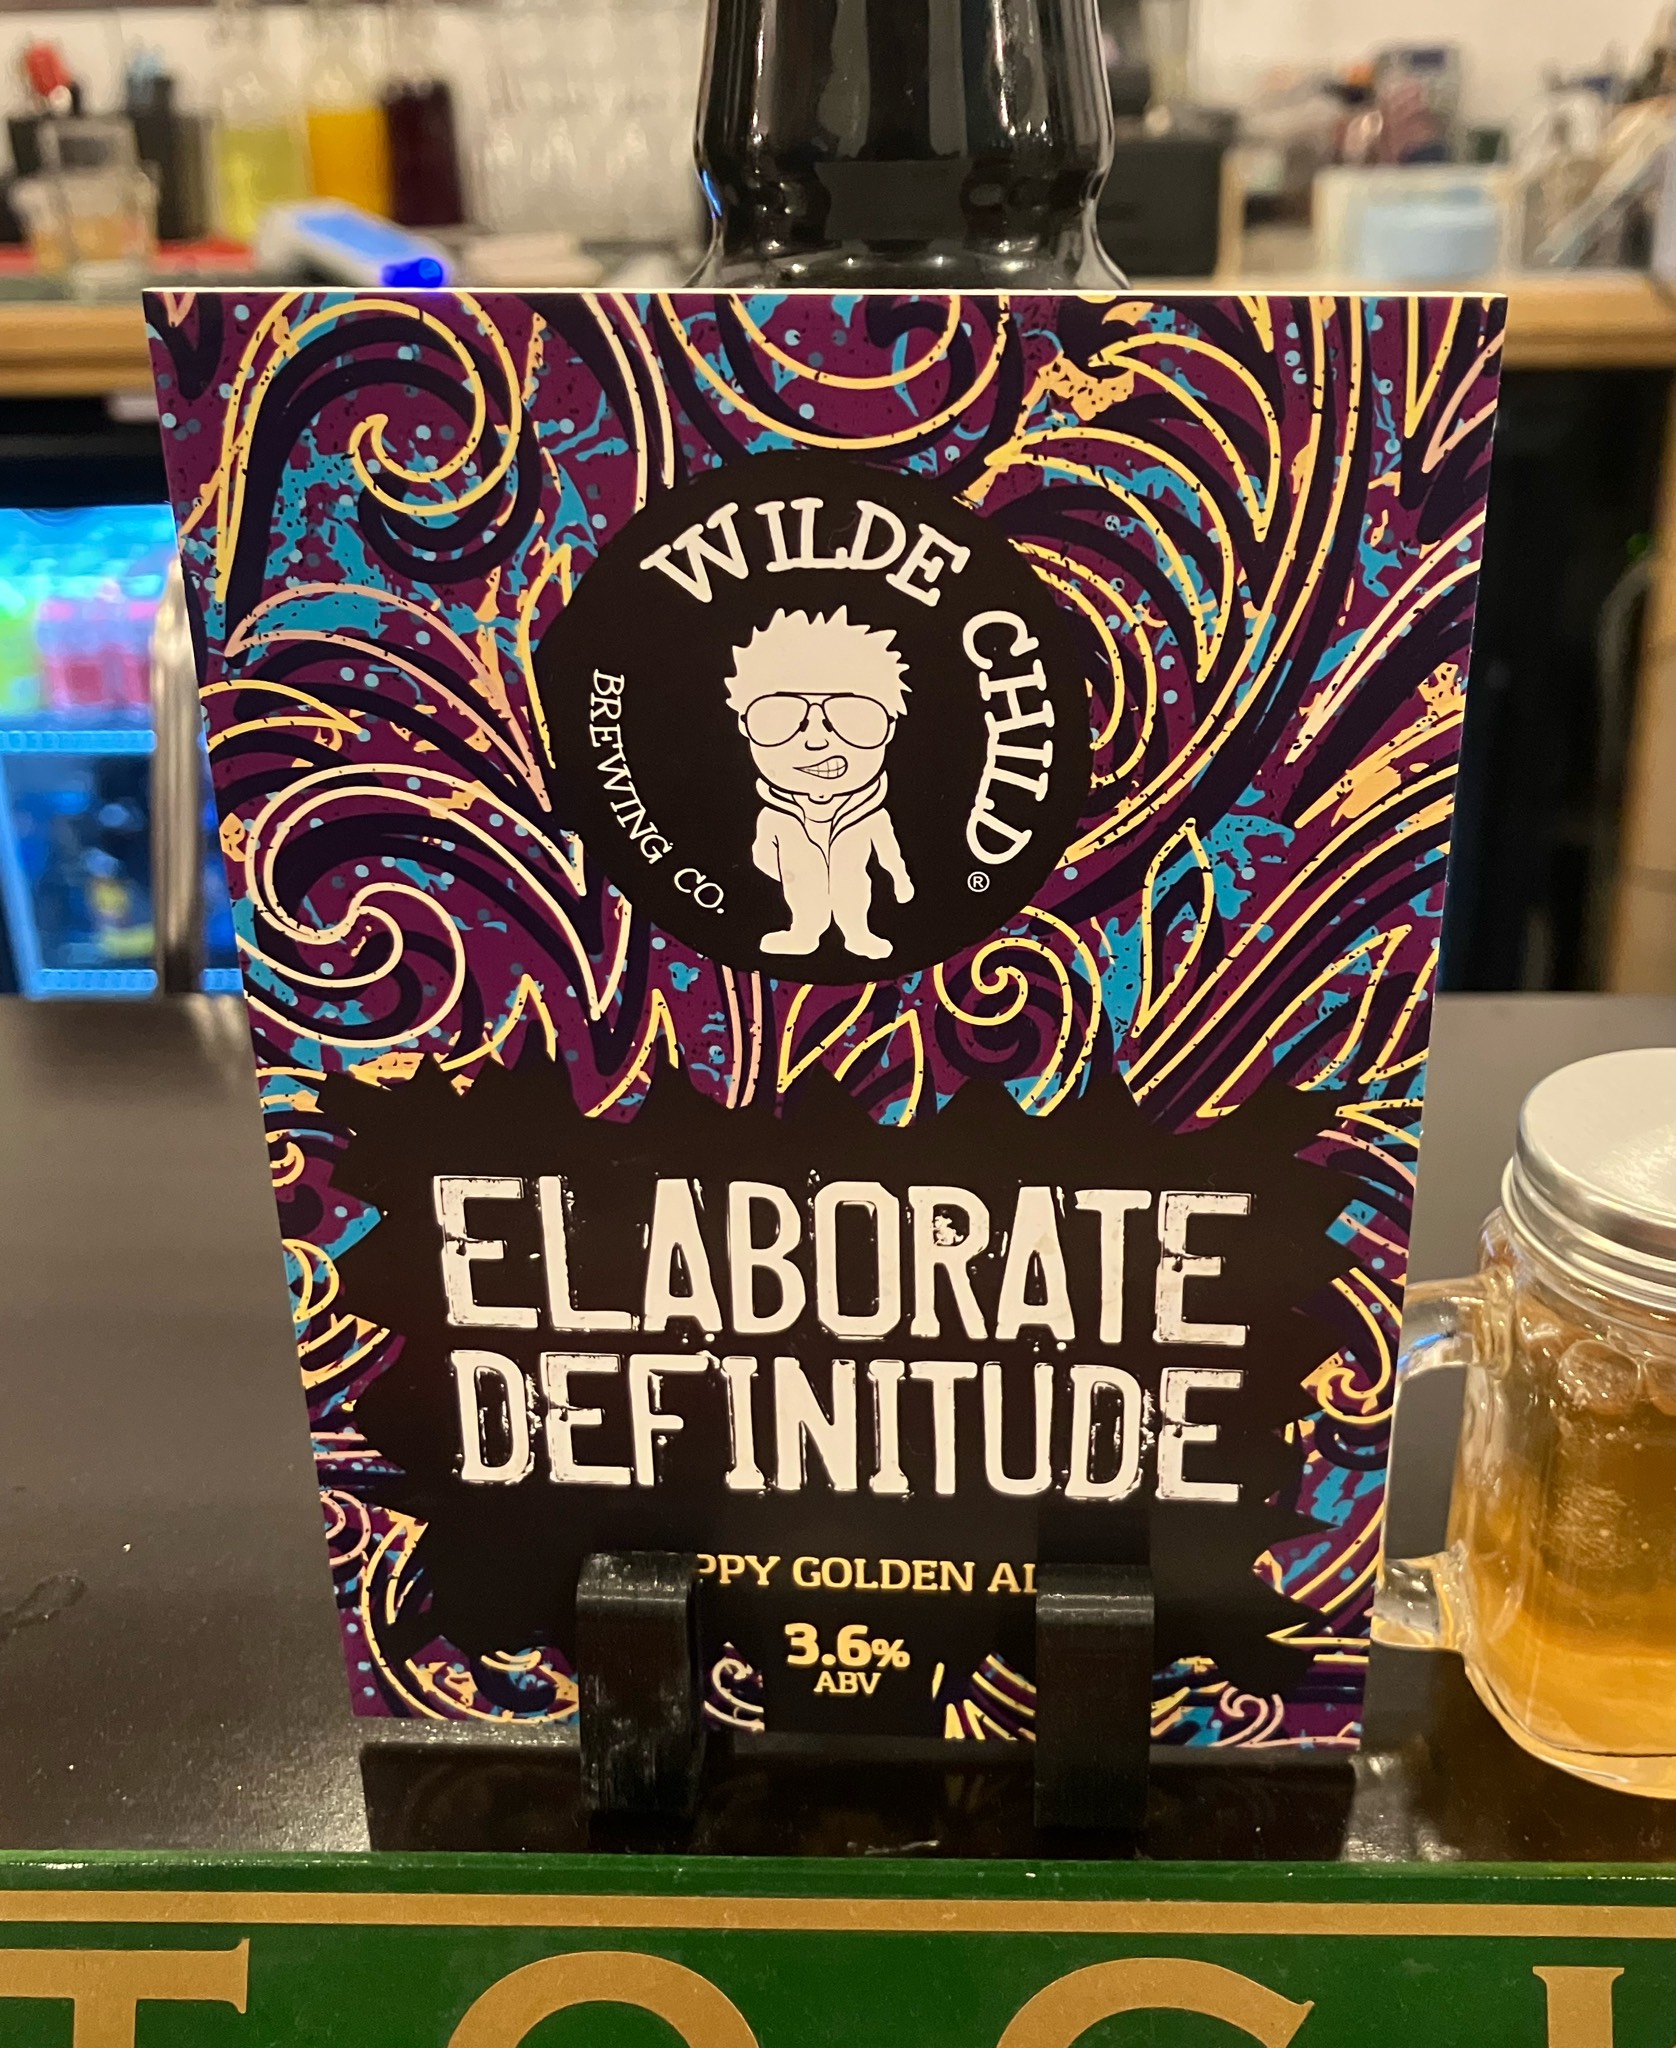 WILDE CHILD
BREWING CO.
®
ELABORATE
DEFINITUDE
GOLDEN
3.6%
ABV